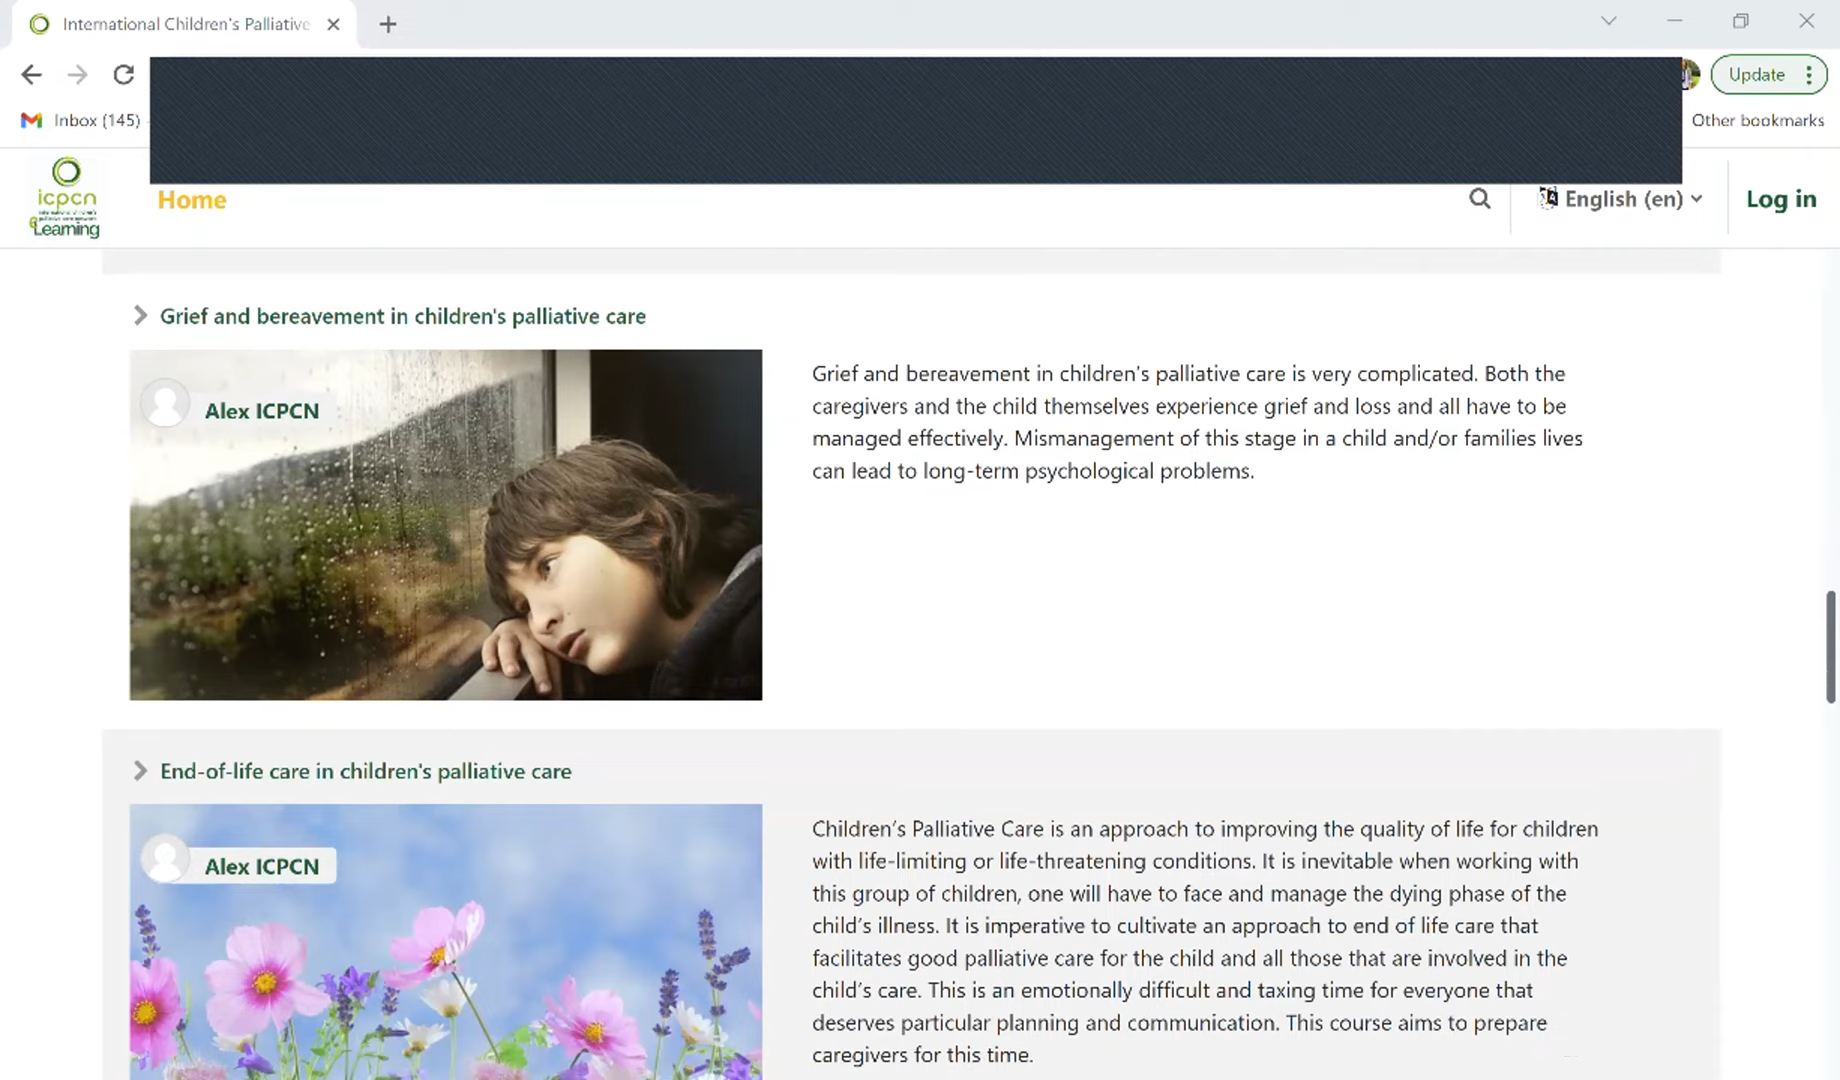 International Children's Palliative
Update
Inbox (145)
Other bookmarks
icpcn
eLearning
Home
English (en)
Log in
Grief and bereavement in children's palliative care
Alex ICPCN
Grief and bereavement in children's palliative care is very complicated. Both the
caregivers and the child themselves experience grief and loss and all have to be
managed effectively. Mismanagement of this stage in a child and/or families lives
can lead to long-term psychological problems.
End-of-life care in children's palliative care
Alex ICPCN
Children’s Palliative Care is an approach to improving the quality of life for children
with life-limiting or life-threatening conditions. It is inevitable when working with
this group of children, one will have to face and manage the dying phase of the
child’s illness. It is imperative to cultivate an approach to end of life care that
facilitates good palliative care for the child and all those that are involved in the
child’s care. This is an emotionally difficult and taxing time for everyone that
deserves particular planning and communication. This course aims to prepare
caregivers for this time.